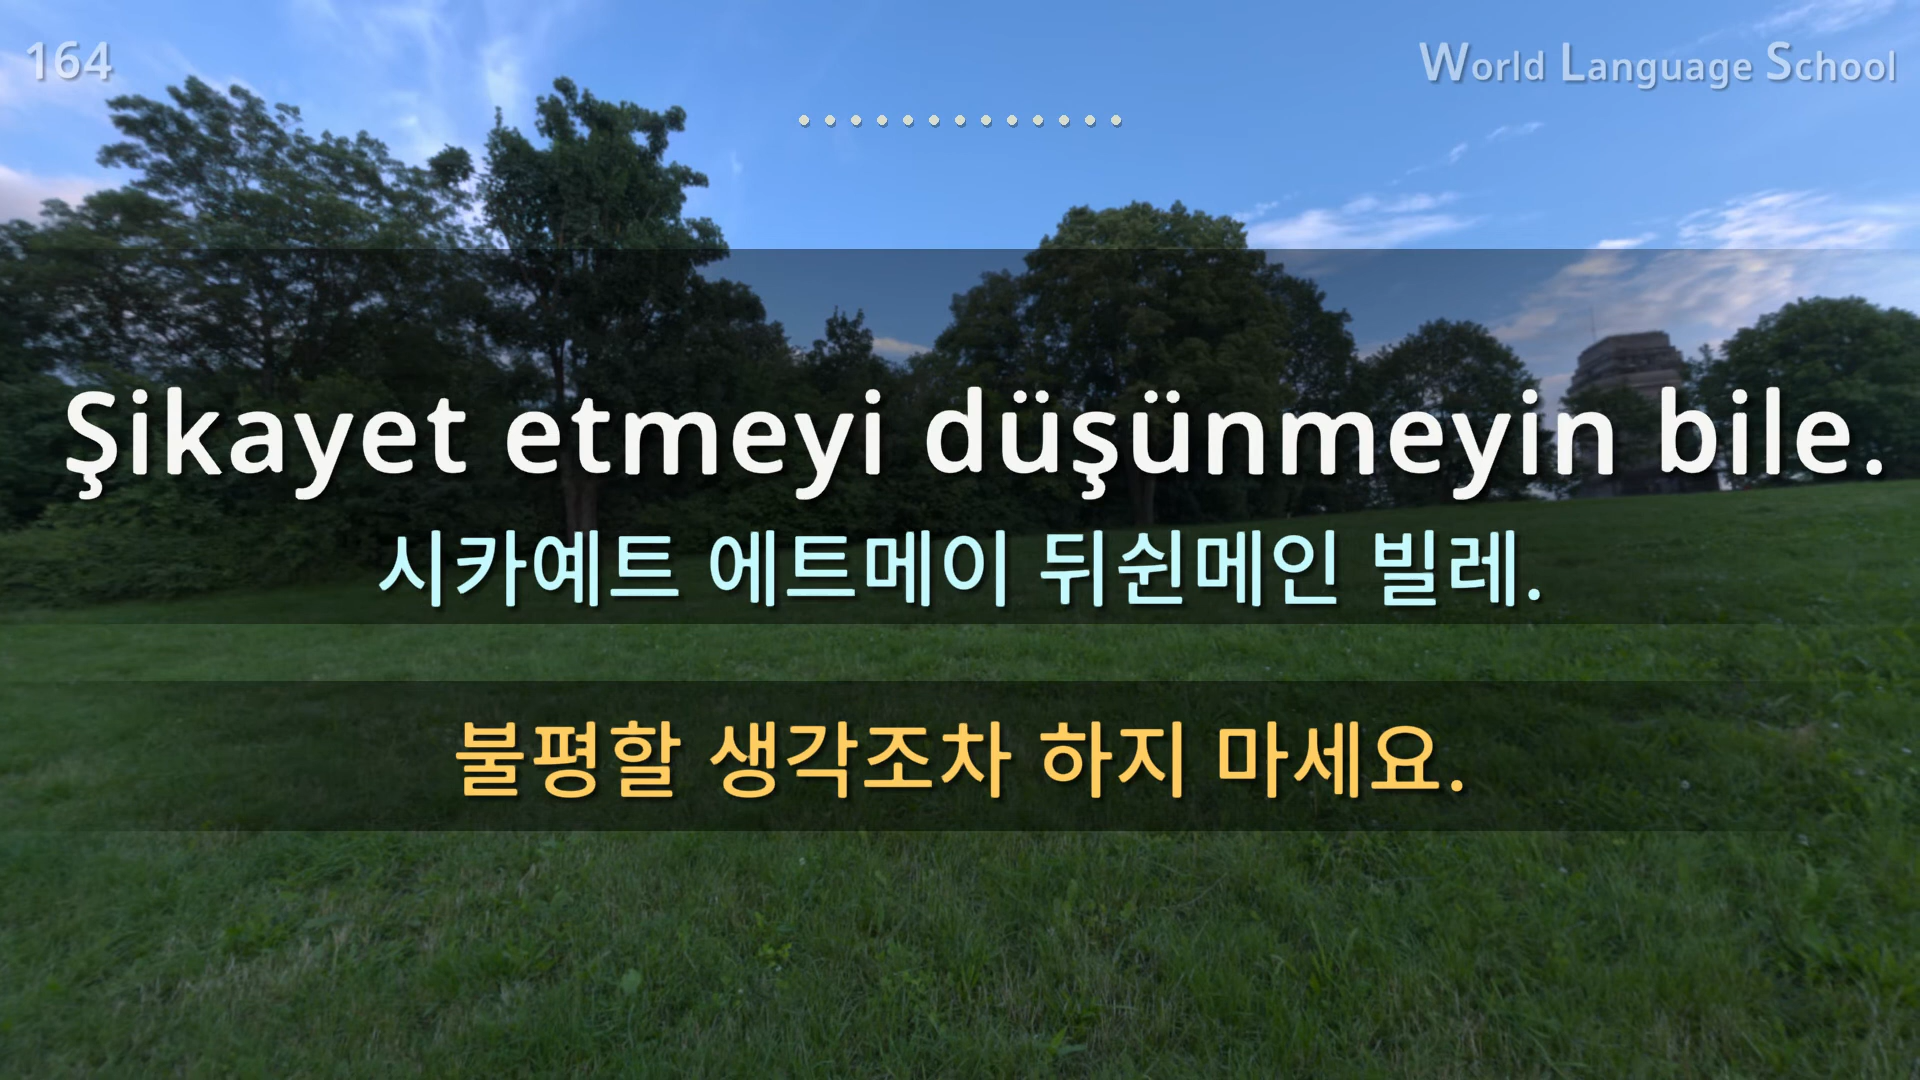 164
World Language School
Şikayet etmeyi düşünmeyin bile.
시카예트 에트메이 뒤쉰메인 빌레.
불평할 생각조차 하지 마세요.